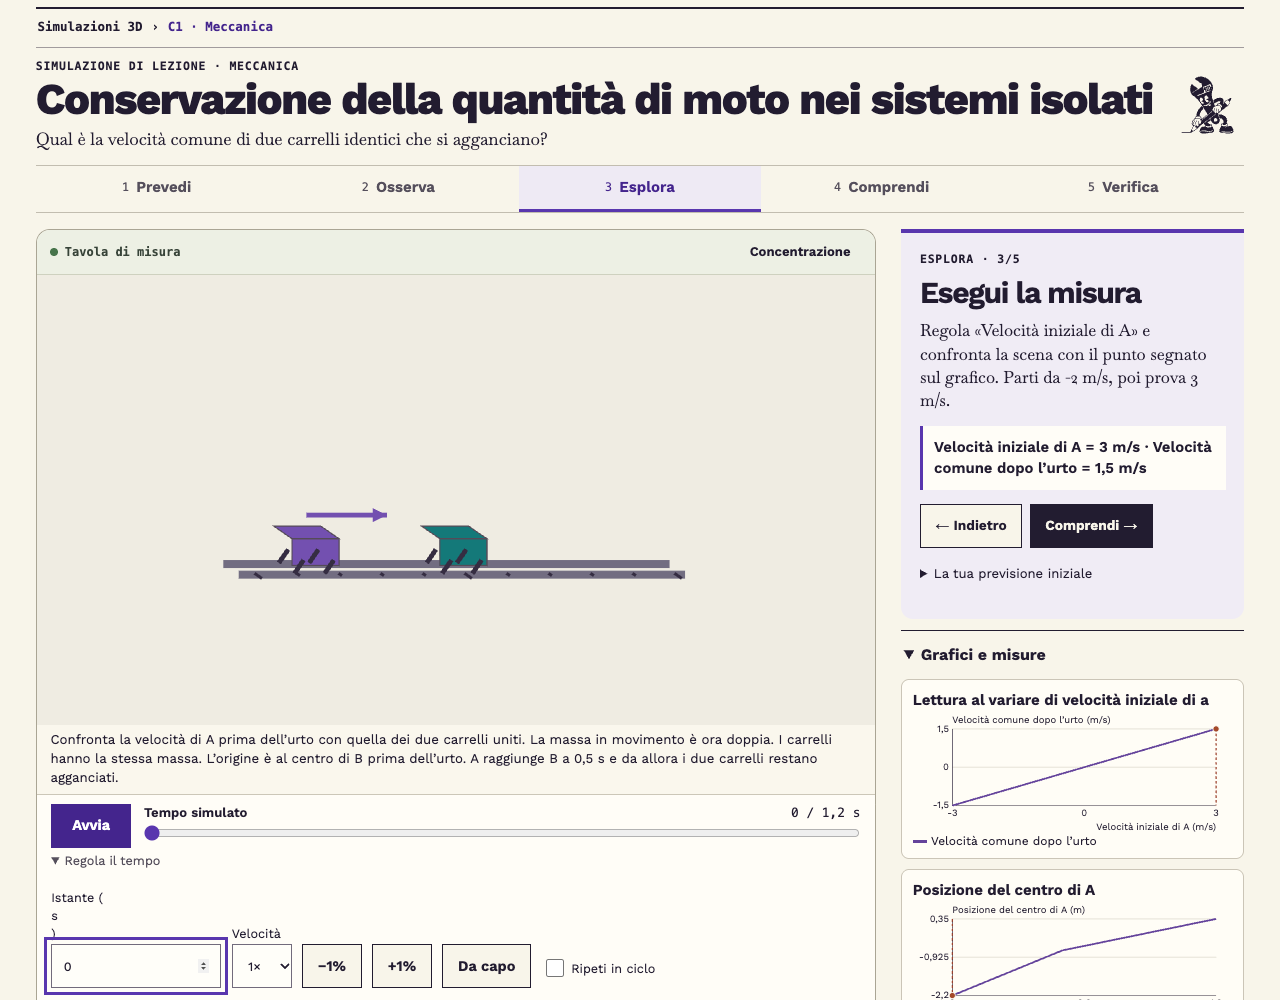 Simulazioni 3D › C1 · Meccanica
SIMULAZIONE DI LEZIONE · MECCANICA
Conservazione della quantità di moto nei sistemi isolati
Qual è la velocità comune di due carrelli identici che si agganciano?
1 Prevedi
2 Osserva
3 Esplora
4 Comprendi
5 Verifica
Tavola di misura
Concentrazione
Confronta la velocità di A prima dell’urto con quella dei due carrelli uniti. La massa in movimento è ora doppia. I carrelli
hanno la stessa massa. L’origine è al centro di B prima dell’urto. A raggiunge B a 0,5 s e da allora i due carrelli restano
agganciati.
Avvia
Tempo simulato
0 / 1,2 s
▼ Regola il tempo
Istante (
s
)
0
Velocità
1×
−1%
+1%
Da capo
Ripeti in ciclo
ESPLORA · 3/5
Esegui la misura
Regola «Velocità iniziale di A» e
confronta la scena con il punto segnato
sul grafico. Parti da -2 m/s, poi prova 3
m/s.
Velocità iniziale di A = 3 m/s · Velocità
comune dopo l’urto = 1,5 m/s
← Indietro
Comprendi →
▶ La tua previsione iniziale
▼ Grafici e misure
Lettura al variare di velocità iniziale di a
Velocità comune dopo l’urto (m/s)
1,5
0
-1,5
-3
0
3
Velocità iniziale di A (m/s)
Velocità comune dopo l’urto
Posizione del centro di A
Posizione del centro di A (m)
0,35
-0,925
-2,2